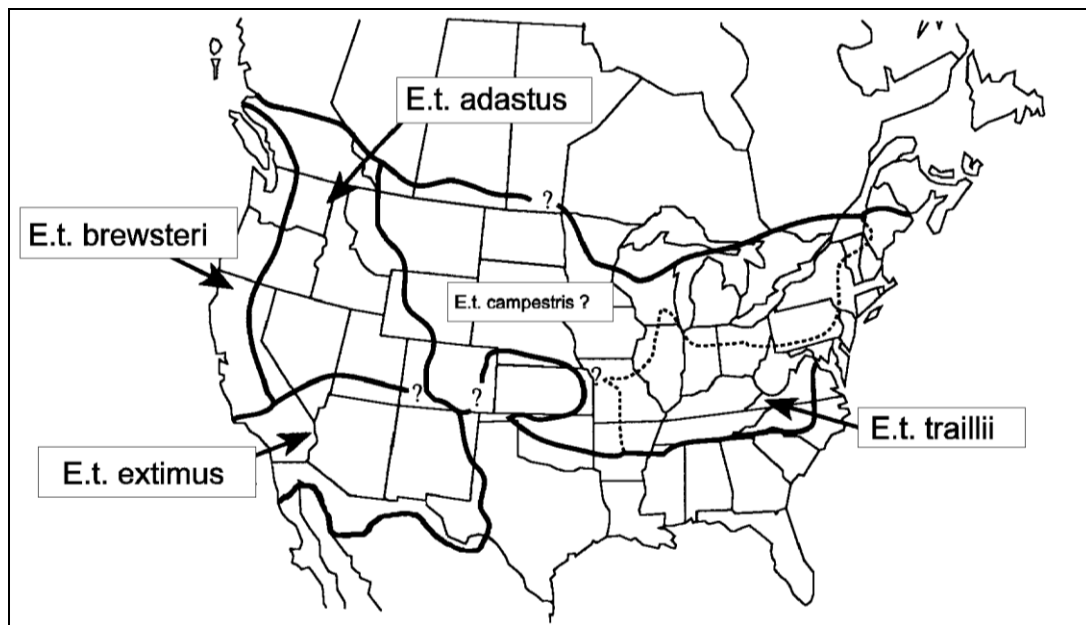 E.t. adastus
?
E.t. brewsteri
E.t. campestris ?
?
?
?
E.t. traillii
E.t. extimus